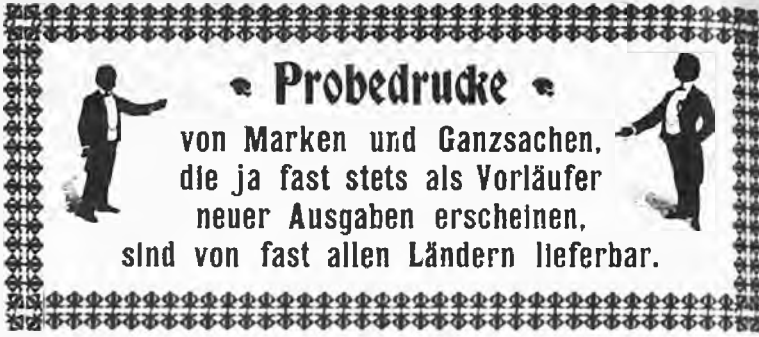 Probedrucke
von Marken und Ganzsachen,
die ja fast stets als Vorläufer
neuer Ausgaben erscheinen,
sind von fast allen Ländern lieferbar.